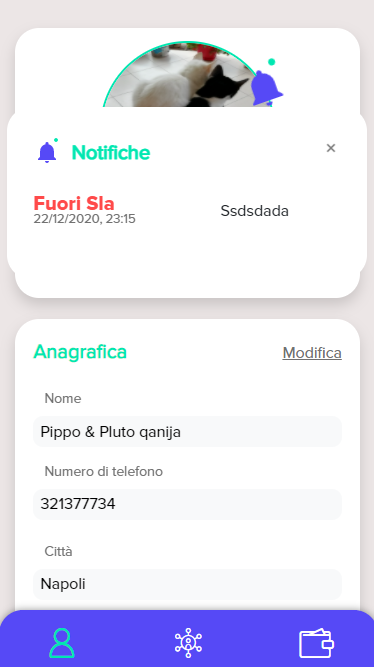 Notifiche ×
Fuori Sla
22/12/2020, 23:15
Ssdsdada
Anagrafica Modifica
Nome
Pippo & Pluto qanija
Numero di telefono
321377734
Città
Napoli